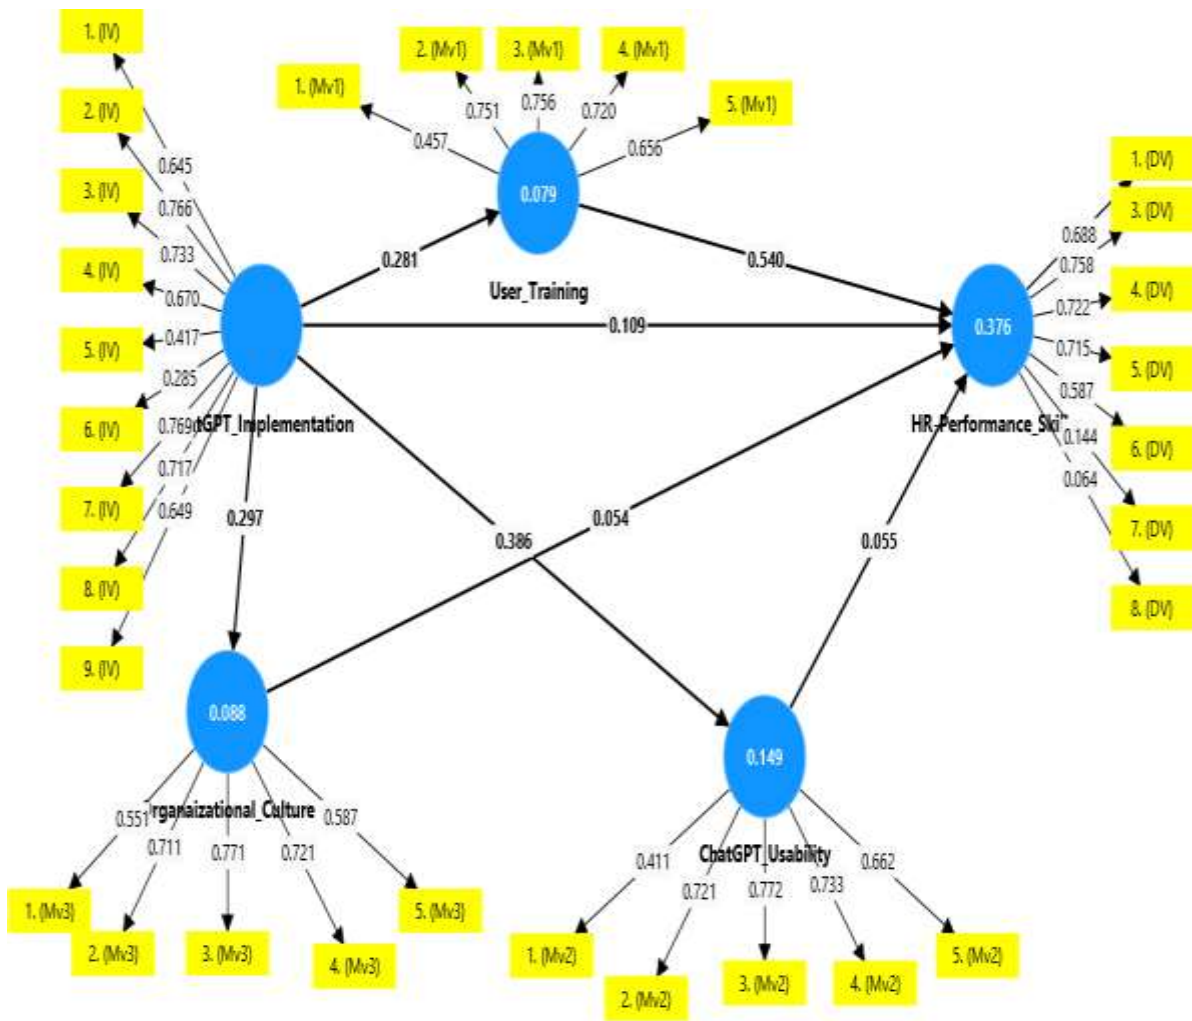 1. (IV)
2. (IV)
3. (IV)
4. (IV)
5. (IV)
6. (IV)
7. (IV)
8. (IV)
9. (IV)
0.645
0.766
0.733
0.670
0.417
0.285
0.769
0.717
0.649
tGPT_Implementation
1. (Mv1)
2. (Mv1)
3. (Mv1)
4. (Mv1)
5. (Mv1)
0.457
0.751
0.756
0.720
0.656
0.079
User_Training
0.281
0.540
0.109
0.297
0.386
0.054
0.055
0.376
HR-Performance_Ski
1. (DV)
3. (DV)
4. (DV)
5. (DV)
6. (DV)
7. (DV)
8. (DV)
0.688
0.758
0.722
0.715
0.587
0.144
0.064
0.088
rganaizational_Culture
0.551
0.711
0.771
0.721
0.587
1. (Mv3)
2. (Mv3)
3. (Mv3)
4. (Mv3)
5. (Mv3)
0.149
ChatGPT_Usability
0.411
0.721
0.772
0.733
0.662
1. (Mv2)
2. (Mv2)
3. (Mv2)
4. (Mv2)
5. (Mv2)